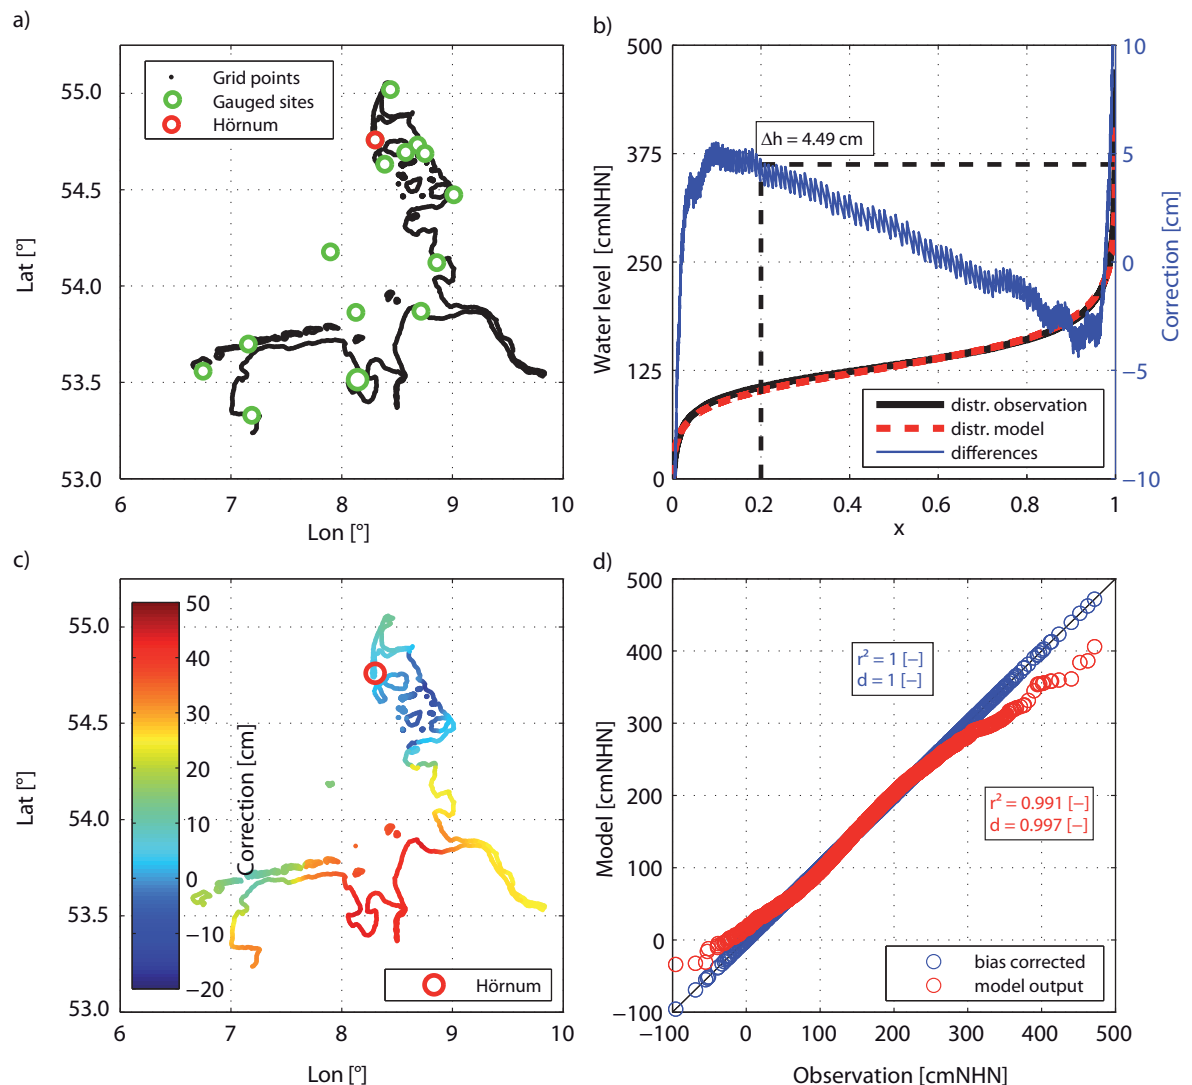 a)
Lat [°]
55.0
54.5
54.0
53.5
53.0
6
7
8
9
10
Lon [°]
Grid points
Gauged sites
Hörnum
b)
Water level [cmNHN]
500
375
250
125
0
0
0.2
0.4
0.6
0.8
1
x
10
5
0
−5
−10
Correction [cm]
Δh = 4.49 cm
distr. observation
distr. model
differences
c)
Lat [°]
55.0
54.5
54.0
53.5
53.0
6
7
8
9
10
Lon [°]
50
40
30
20
10
0
−10
−20
Correction [cm]
Hörnum
d)
Model [cmNHN]
500
400
300
200
100
0
−100
−100
0
100
200
300
400
500
Observation [cmNHN]
r² = 1 [−]
d = 1 [−]
r² = 0.991 [−]
d = 0.997 [−]
bias corrected
model output